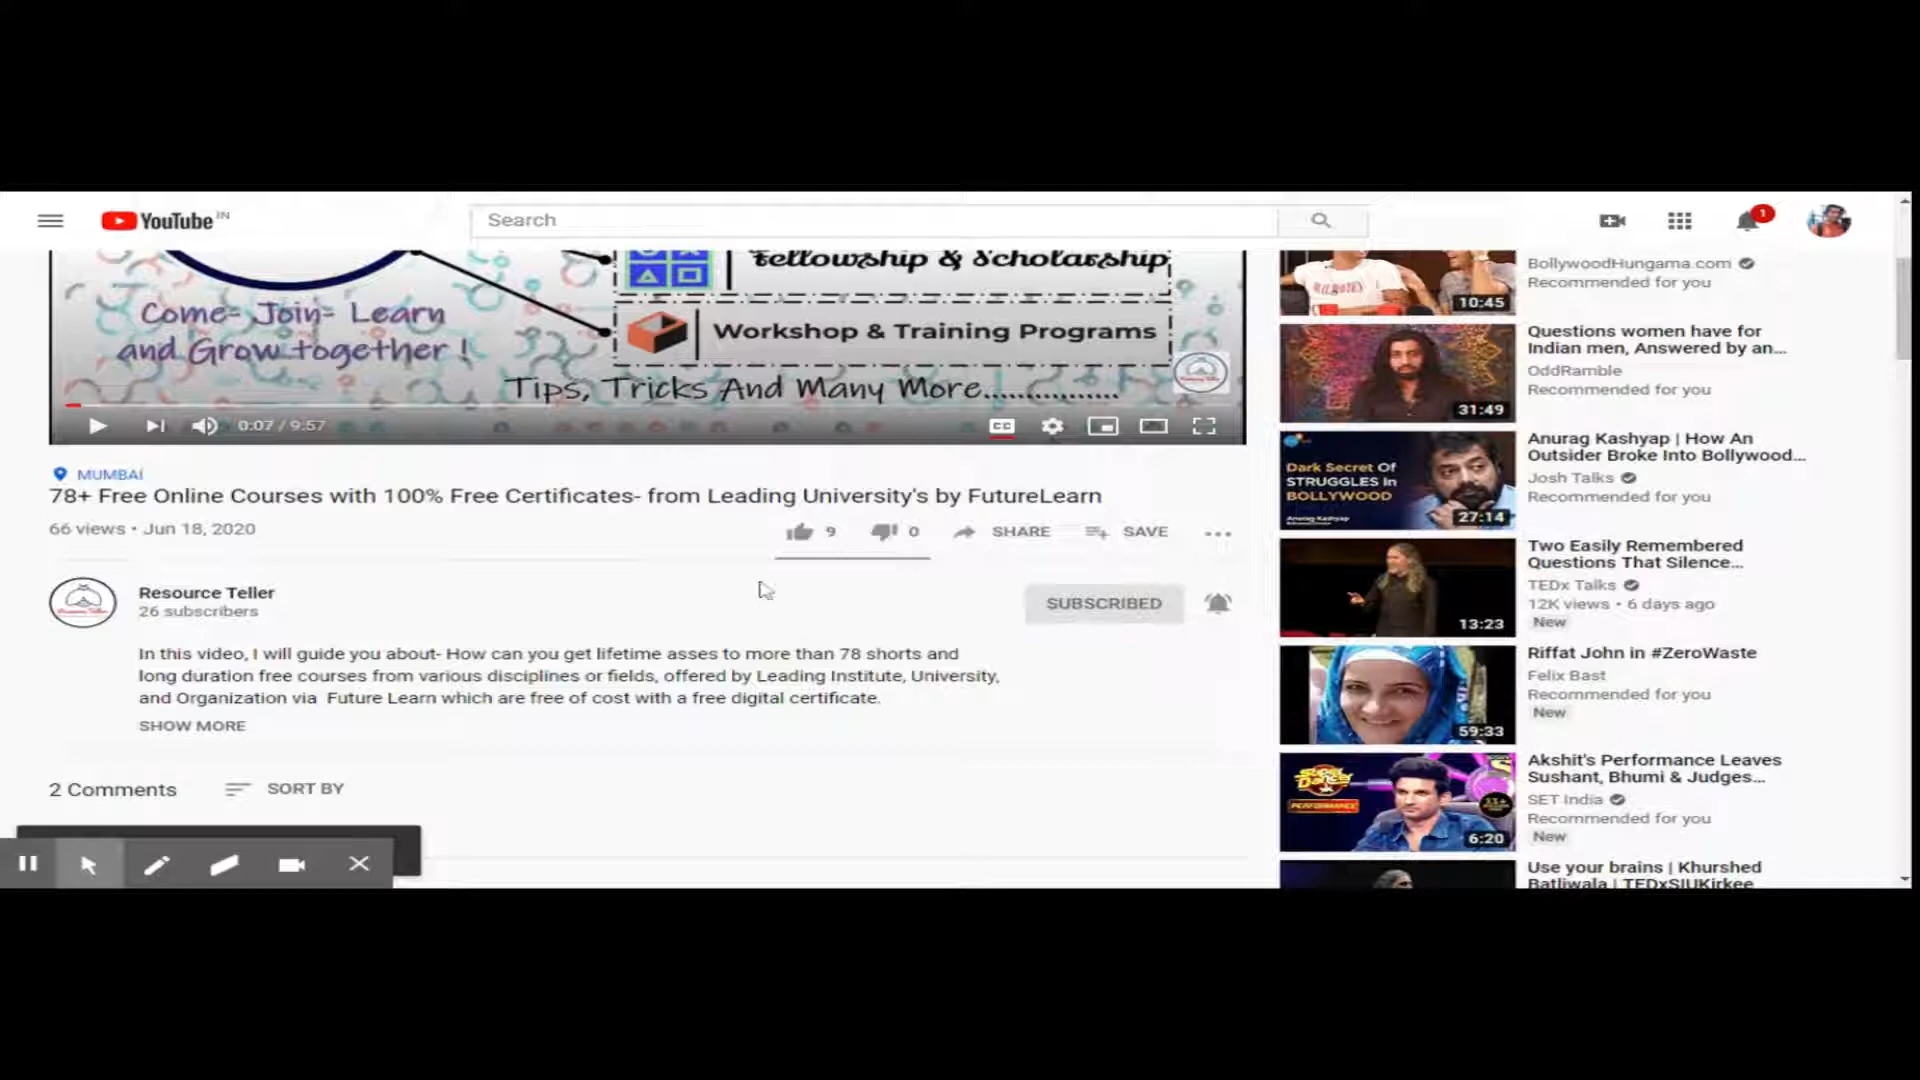 YouTube IN
Search
1
Fellowship & Scholarship
Come- Join- Learn
and Grow together !
Workshop & Training Programs
Tips, Tricks And Many More...............
0:07 / 9:57
CC
MUMBAI
78+ Free Online Courses with 100% Free Certificates- from Leading University's by FutureLearn
66 views • Jun 18, 2020
9
0
SHARE
SAVE
Resource Teller
26 subscribers
SUBSCRIBED
In this video, I will guide you about- How can you get lifetime asses to more than 78 shorts and
long duration free courses from various disciplines or fields, offered by Leading Institute, University,
and Organization via Future Learn which are free of cost with a free digital certificate.
SHOW MORE
2 Comments
SORT BY
10:45
BollywoodHungama.com
Recommended for you
31:49
Questions women have for
Indian men, Answered by an...
OddRamble
Recommended for you
Dark Secret Of
STRUGGLES In
BOLLYWOOD
Anurag Kashyap
27:14
Anurag Kashyap | How An
Outsider Broke Into Bollywood...
Josh Talks
Recommended for you
13:23
Two Easily Remembered
Questions That Silence...
TEDx Talks
12K views • 6 days ago
New
59:33
Riffat John in #ZeroWaste
Felix Bast
Recommended for you
New
Super
Dancer
PERFORMANCE
6:20
Akshit's Performance Leaves
Sushant, Bhumi & Judges...
SET India
Recommended for you
New
Use your brains | Khurshed
Batliwala | TEDxSIUKirkee